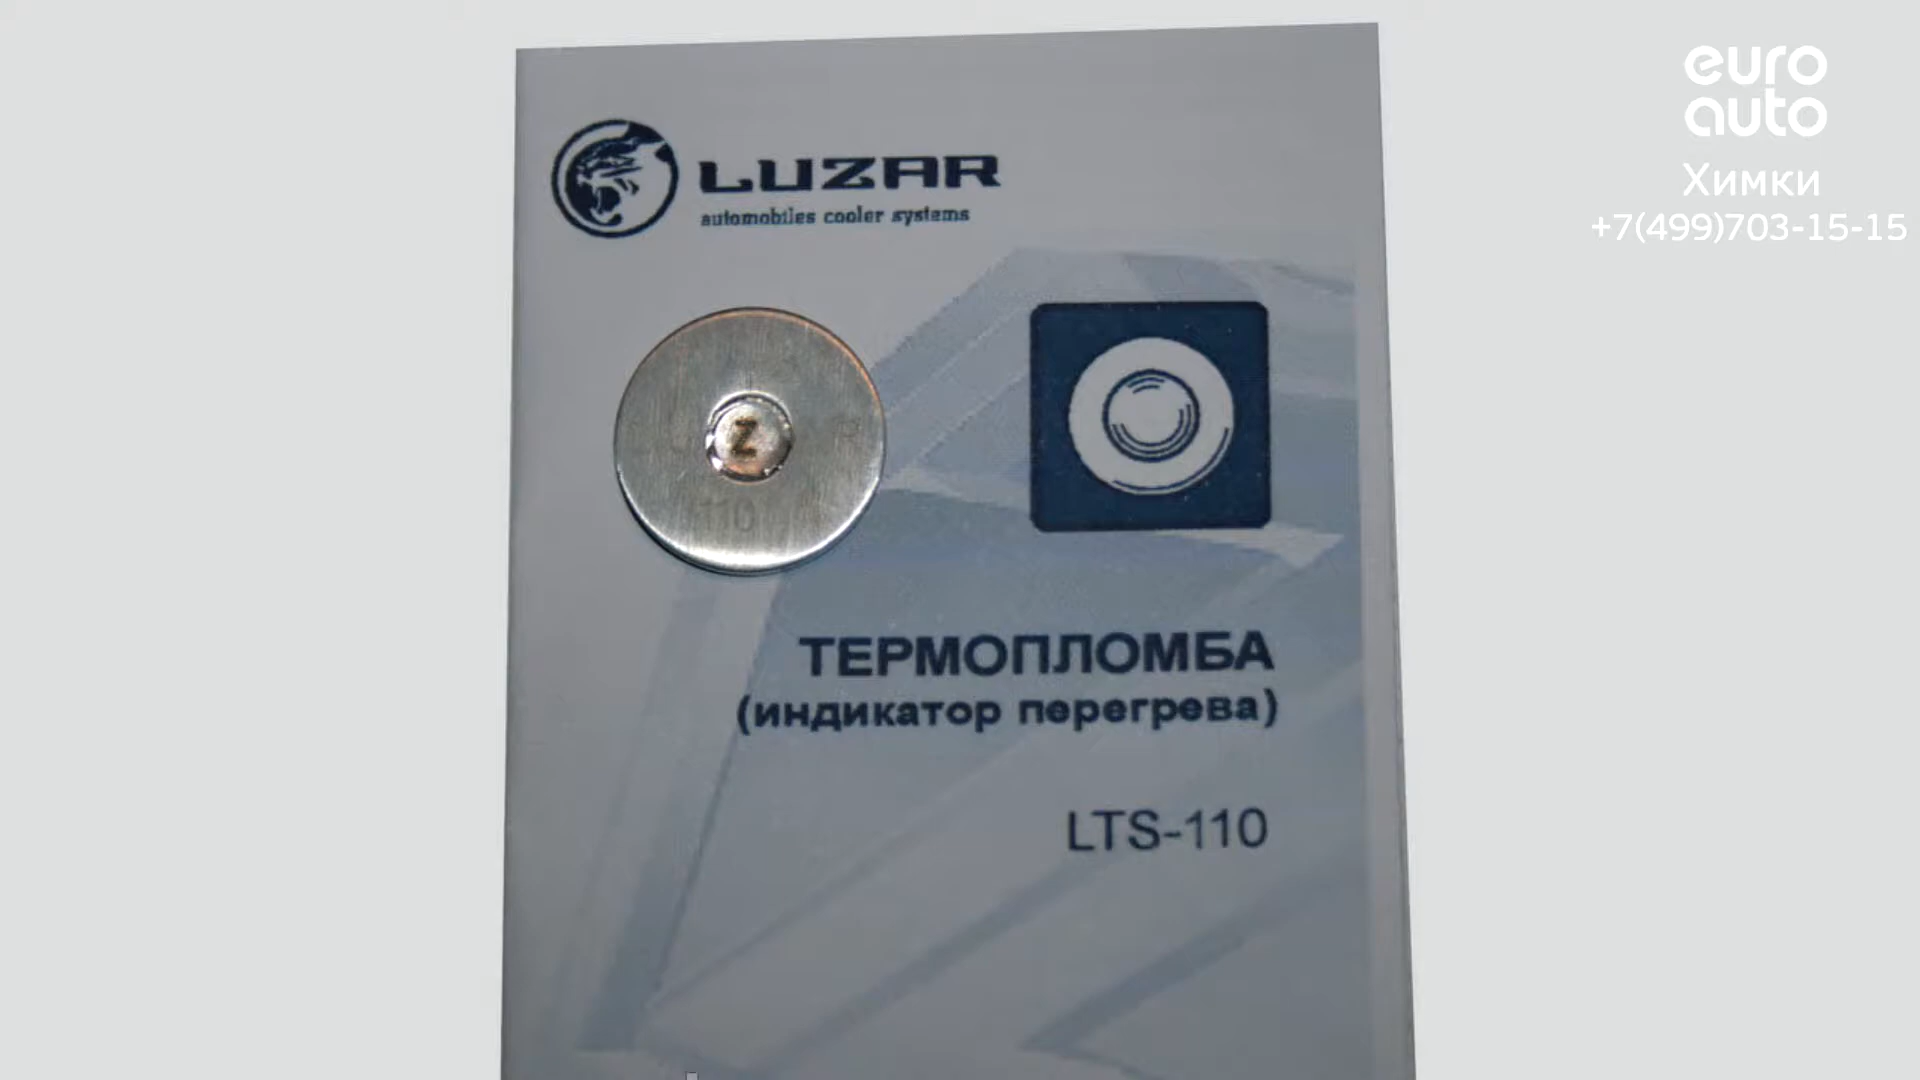 LUZAR
automobiles cooler systems
Z
110
ТЕРМОПЛОМБА
(индикатор перегрева)
LTS-110
euro
auto
Химки
+7(499)703-15-15